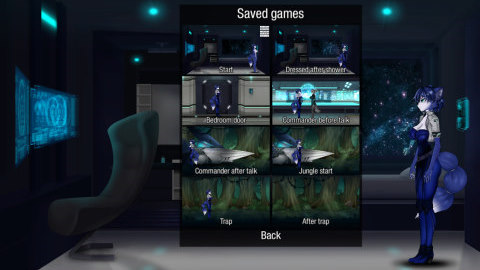 Saved games
Start
Dressed after shower
Bedroom door
Commander before talk
Commander after talk
Jungle start
Trap
After trap
Back